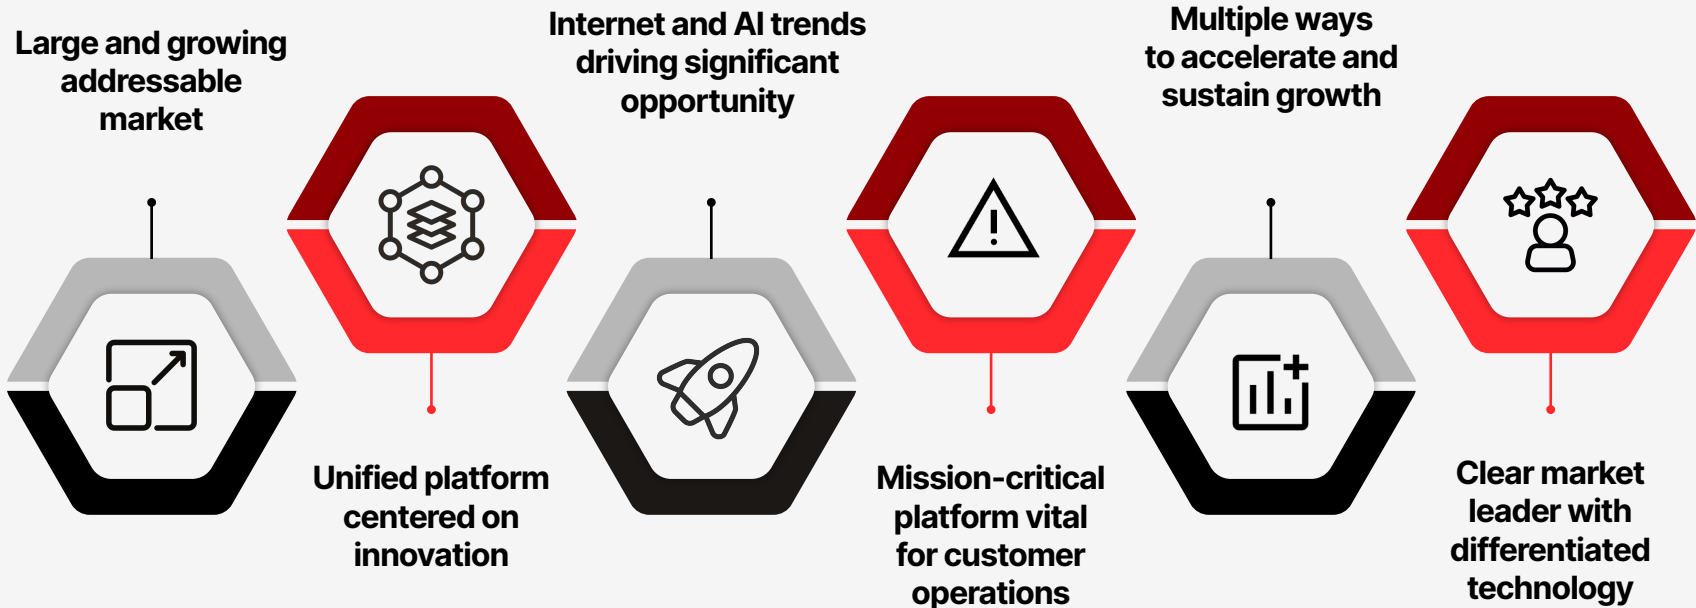 Large and growing
addressable
market
Unified platform
centered on
innovation
Internet and AI trends
driving significant
opportunity
Mission-critical
platform vital
for customer
operations
Multiple ways
to accelerate and
sustain growth
Clear market
leader with
differentiated
technology